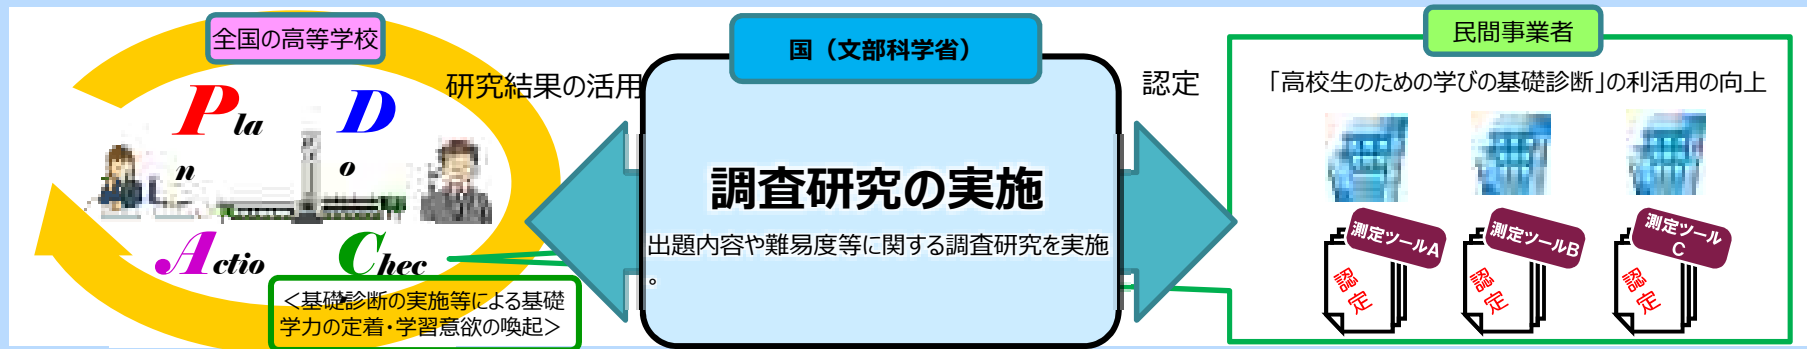 全国の高等学校
研究結果の活用
Pla
n
D
o
Actio
Chec
＜基礎診断の実施等による基礎
学力の定着・学習意欲の喚起＞
国（文部科学省）
調査研究の実施
出題内容や難易度等に関する調査研究を実施
。
認定
民間事業者
「高校生のための学びの基礎診断」の利活用の向上
測定ツールA
認定
測定ツールB
認定
測定ツール
C
認定